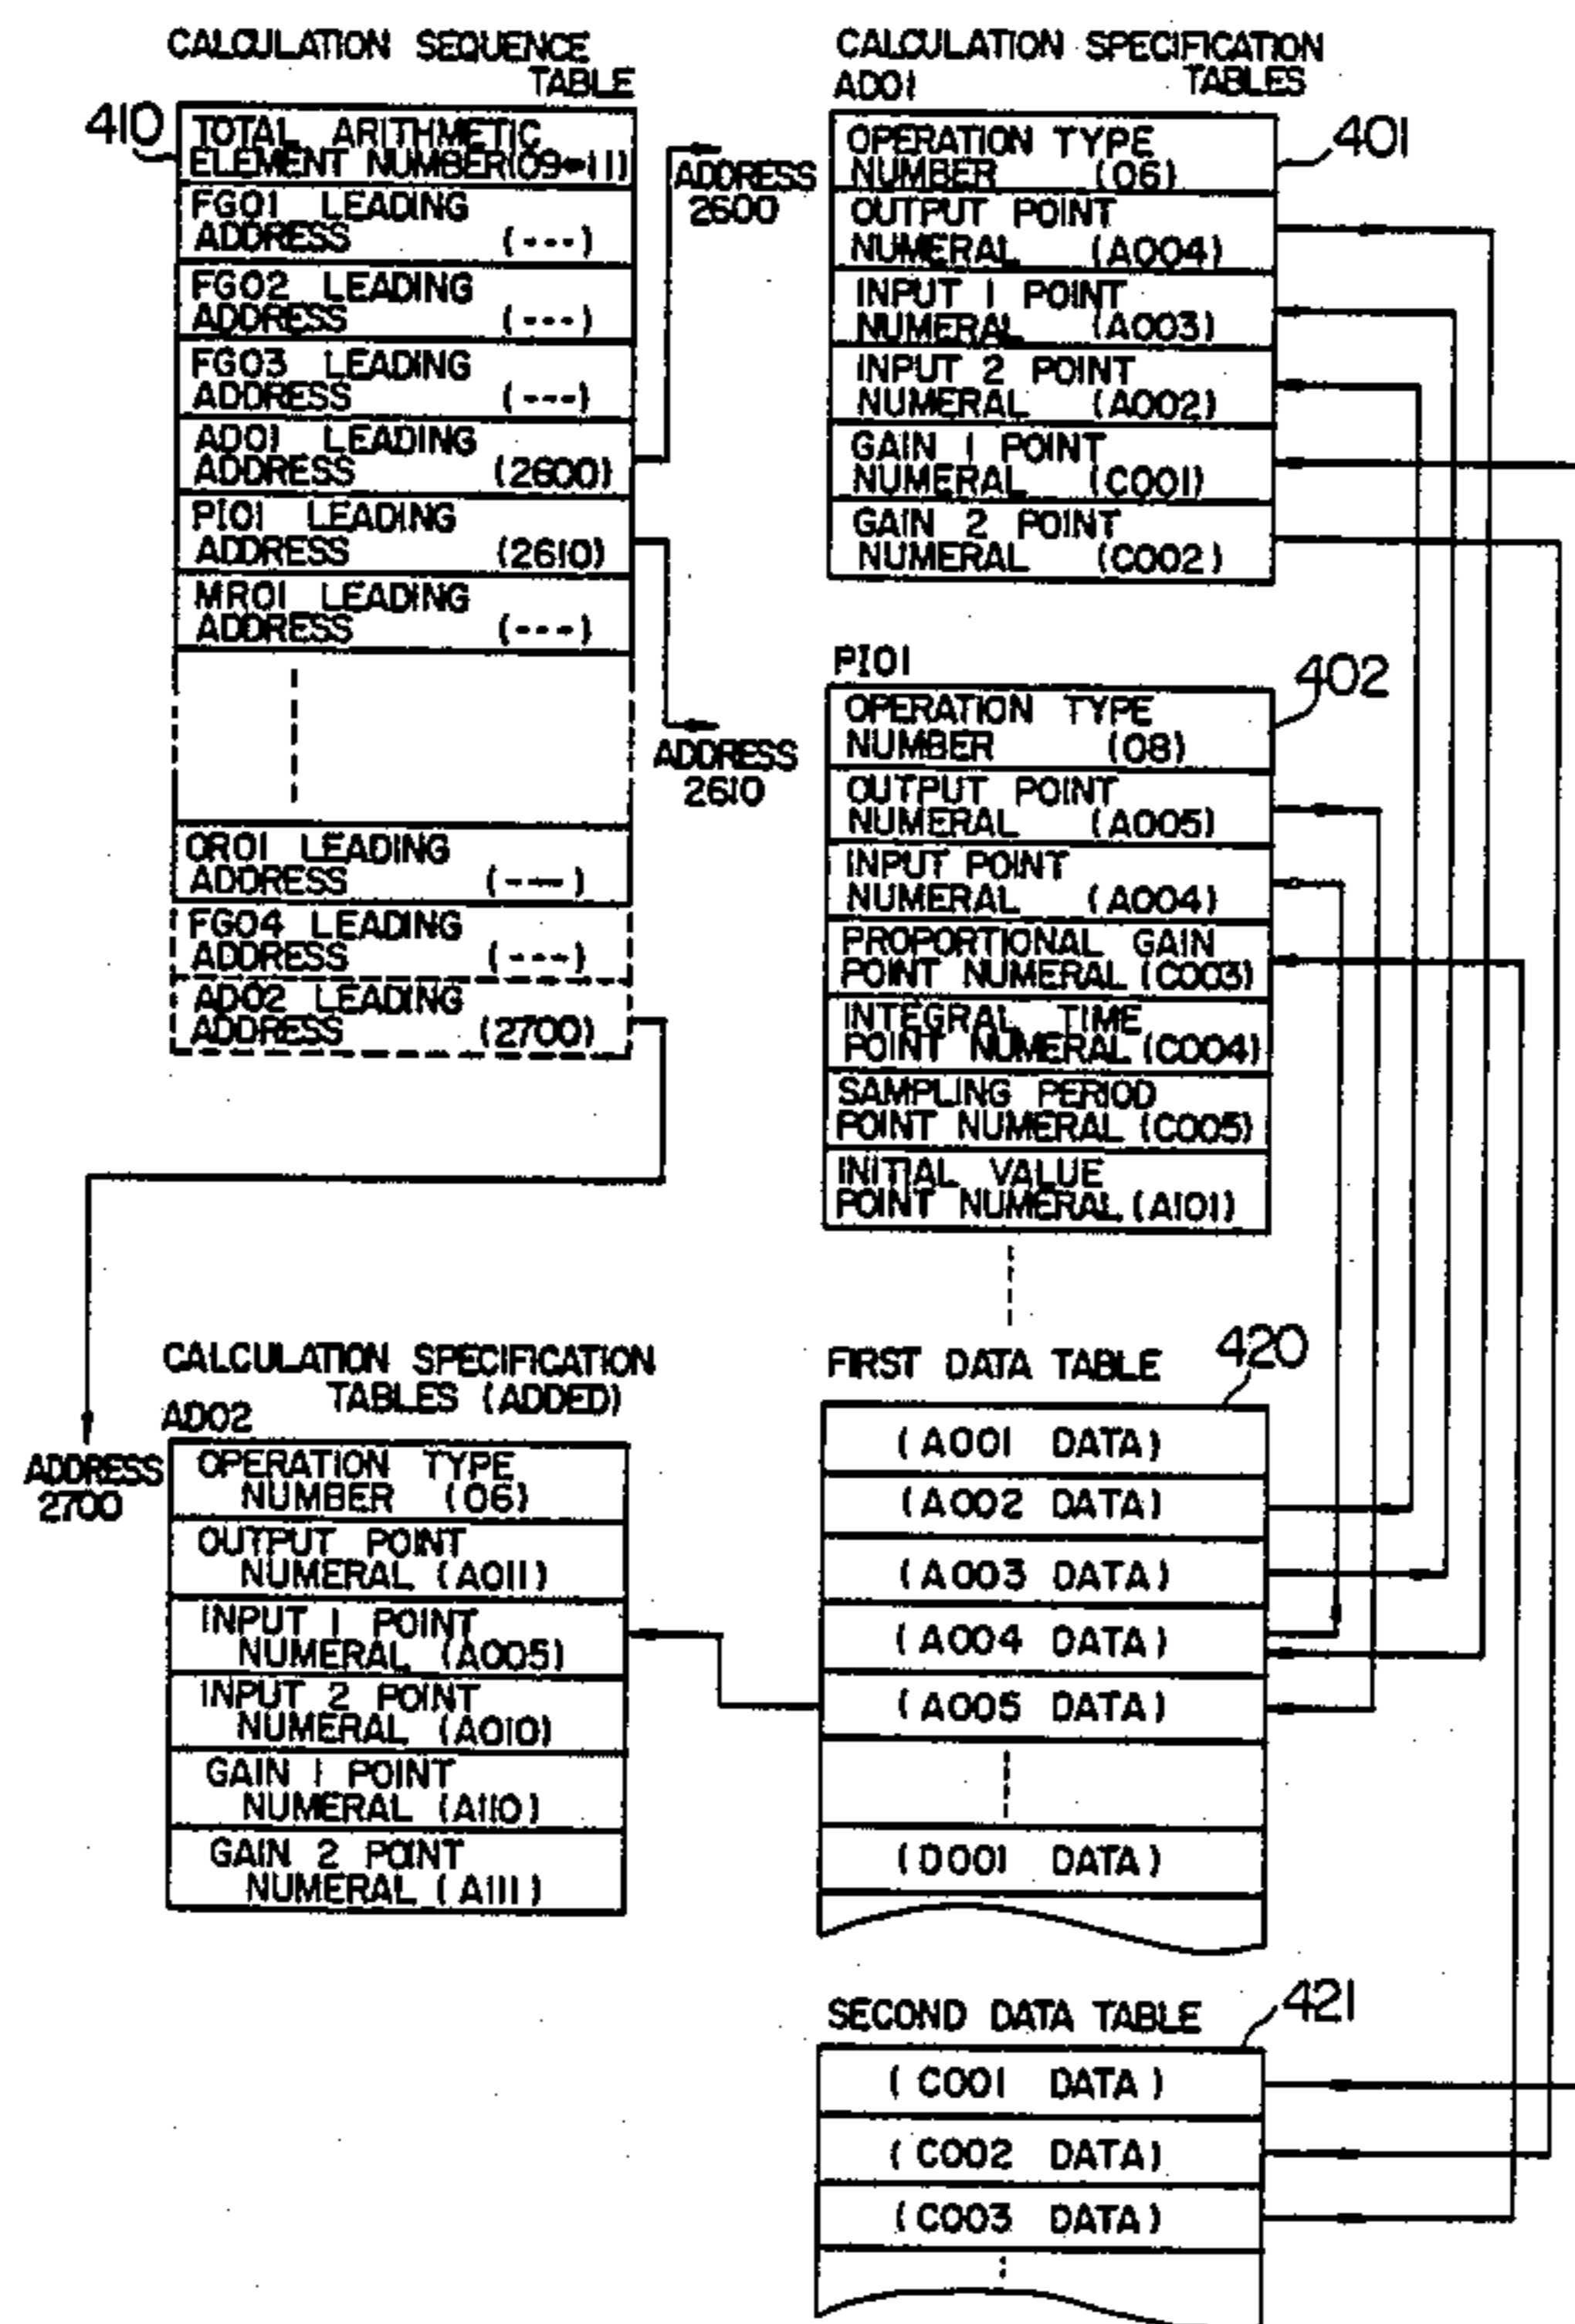 CALCULATION SEQUENCE
TABLE
410
TOTAL ARITHMETIC
ELEMENT NUMBER(09←11)
FG01 LEADING
ADDRESS (---)
FG02 LEADING
ADDRESS (---)
FG03 LEADING
ADDRESS (---)
AD01 LEADING
ADDRESS (2600)
PI01 LEADING
ADDRESS (2610)
MR01 LEADING
ADDRESS (---)
OR01 LEADING
ADDRESS (---)
FG04 LEADING
ADDRESS (---)
AD02 LEADING
ADDRESS (2700)
ADDRESS
2600
ADDRESS
2610
CALCULATION SPECIFICATION
TABLES
AD01
401
OPERATION TYPE
NUMBER (06)
OUTPUT POINT
NUMERAL (A004)
INPUT 1 POINT
NUMERAL (A003)
INPUT 2 POINT
NUMERAL (A002)
GAIN 1 POINT
NUMERAL (C001)
GAIN 2 POINT
NUMERAL (C002)
PI01
402
OPERATION TYPE
NUMBER (08)
OUTPUT POINT
NUMERAL (A005)
INPUT POINT
NUMERAL (A004)
PROPORTIONAL GAIN
POINT NUMERAL (C003)
INTEGRAL TIME
POINT NUMERAL (C004)
SAMPLING PERIOD
POINT NUMERAL (C005)
INITIAL VALUE
POINT NUMERAL (A101)
CALCULATION SPECIFICATION
TABLES (ADDED)
AD02
ADDRESS
2700
OPERATION TYPE
NUMBER (06)
OUTPUT POINT
NUMERAL (A011)
INPUT 1 POINT
NUMERAL (A005)
INPUT 2 POINT
NUMERAL (A010)
GAIN 1 POINT
NUMERAL (A110)
GAIN 2 POINT
NUMERAL (A111)
FIRST DATA TABLE
420
(A001 DATA)
(A002 DATA)
(A003 DATA)
(A004 DATA)
(A005 DATA)
(D001 DATA)
SECOND DATA TABLE
421
(C001 DATA)
(C002 DATA)
(C003 DATA)